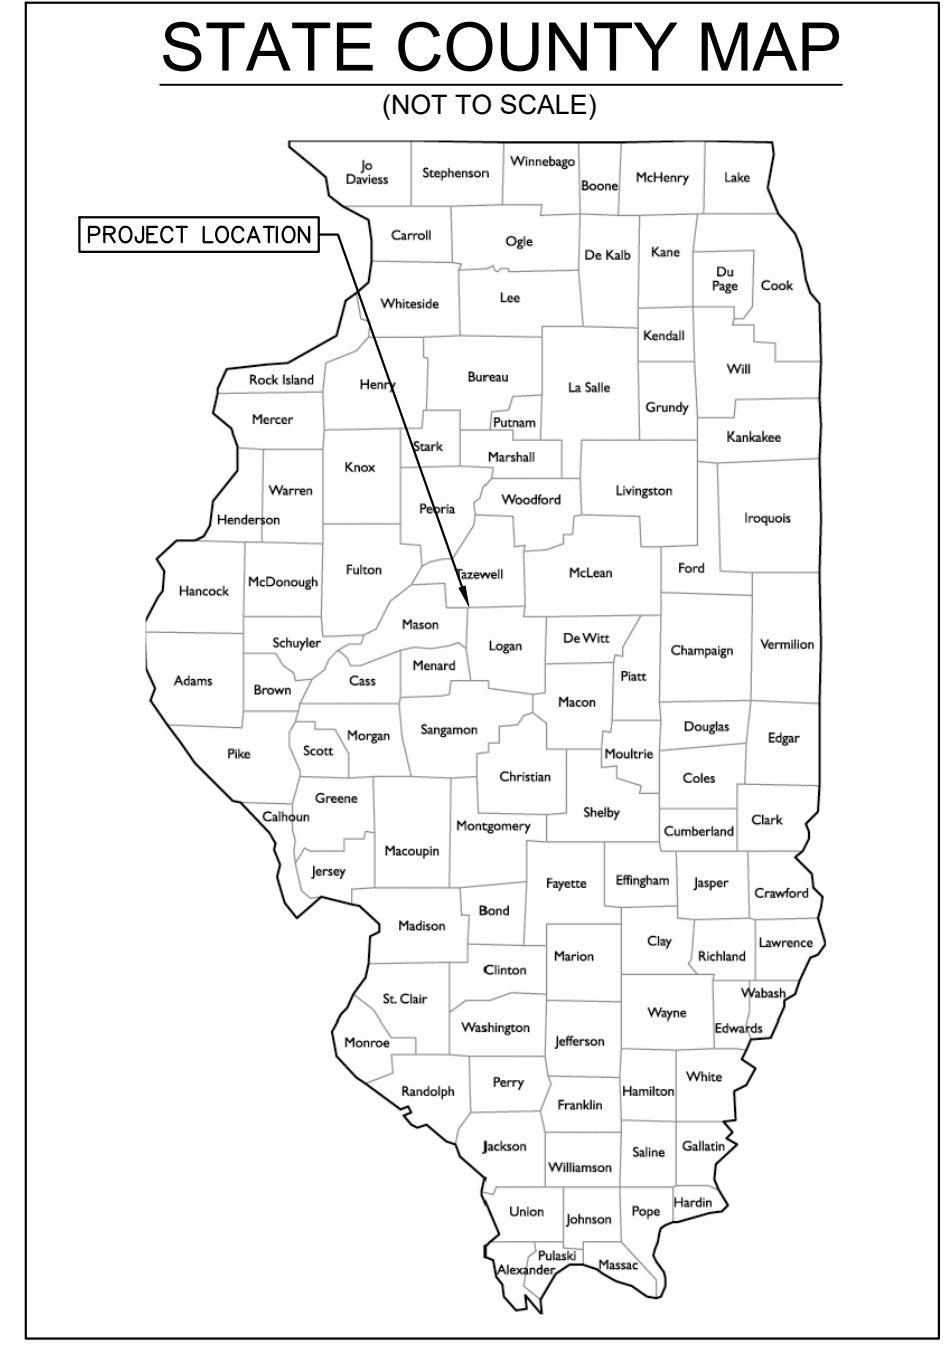 STATE COUNTY MAP
(NOT TO SCALE)
PROJECT LOCATION
Jo
Daviess
Stephenson
Winnebago
Boone
McHenry
Lake
Carroll
Ogle
De Kalb
Kane
Du
Page
Cook
Whiteside
Lee
Kendall
Rock Island
Henry
Bureau
La Salle
Will
Mercer
Putnam
Grundy
Stark
Marshall
Kankakee
Knox
Warren
Henderson
Peoria
Woodford
Livingston
Iroquois
Hancock
McDonough
Fulton
Tazewell
McLean
Ford
Schuyler
Mason
Logan
De Witt
Champaign
Vermilion
Adams
Brown
Cass
Menard
Macon
Piatt
Pike
Scott
Morgan
Sangamon
Christian
Moultrie
Douglas
Edgar
Coles
Calhoun
Greene
Macoupin
Montgomery
Shelby
Cumberland
Clark
Jersey
Fayette
Effingham
Jasper
Crawford
Madison
Bond
Marion
Clay
Richland
Lawrence
St. Clair
Clinton
Wayne
Wabash
Edwards
Monroe
Washington
Jefferson
Randolph
Perry
Franklin
Hamilton
White
Jackson
Williamson
Saline
Gallatin
Union
Johnson
Pope
Hardin
Alexander
Pulaski
Massac